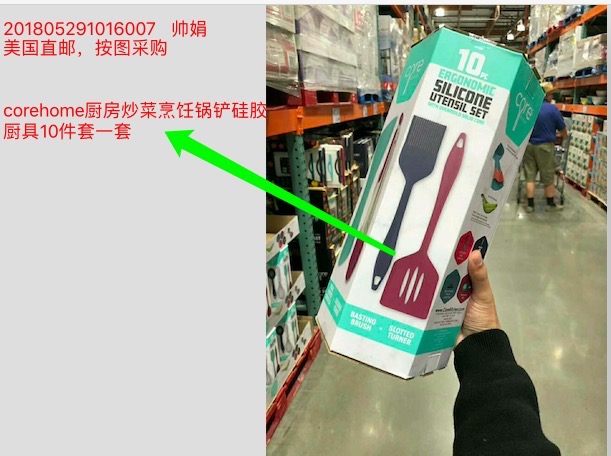 201805291016007 帅娟
美国直邮，按图采购
corehome厨房炒菜烹饪锅铲硅胶
厨具10件套一套
10PC
ERGONOMIC
SILICONE
UTENSIL SET
core
BASTING
BRUSH
SLOTTED
TURNER